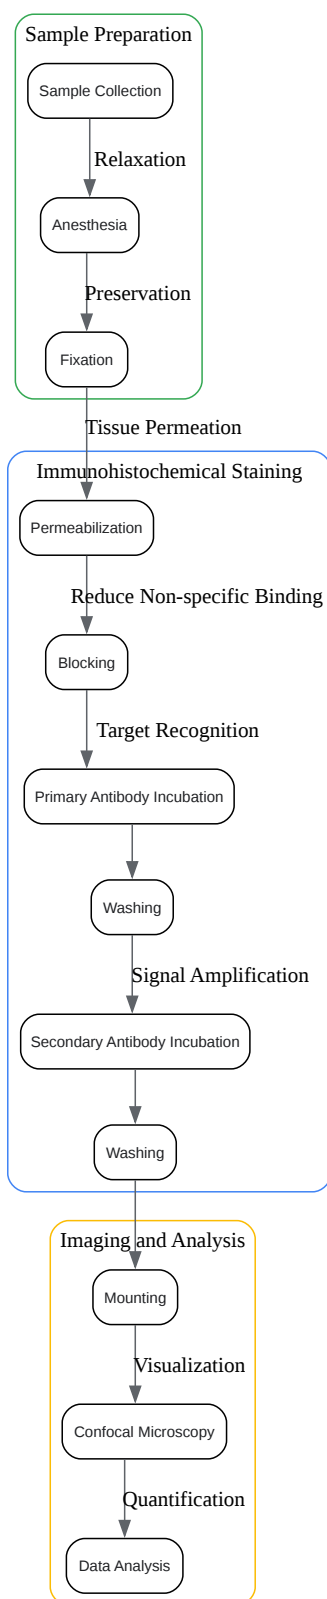 Sample Preparation
Sample Collection
Relaxation
Anesthesia
Preservation
Fixation
Tissue Permeation
Immunohistochemical Staining
Permeabilization
Reduce Non-specific Binding
Blocking
Target Recognition
Primary Antibody Incubation
Washing
Signal Amplification
Secondary Antibody Incubation
Washing
Imaging and Analysis
Mounting
Visualization
Confocal Microscopy
Quantification
Data Analysis